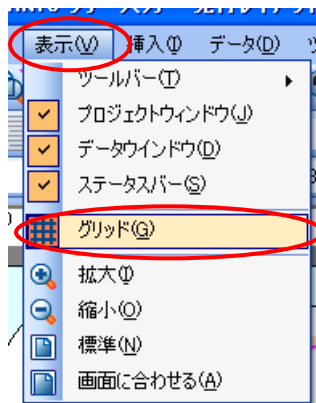 表示(V) 挿入(I) データ(D)
ツールバー(T)
プロジェクトウィンドウ(J)
データウインドウ(D)
ステータスバー(S)
グリッド(G)
拡大(I)
縮小(O)
標準(N)
画面に合わせる(A)